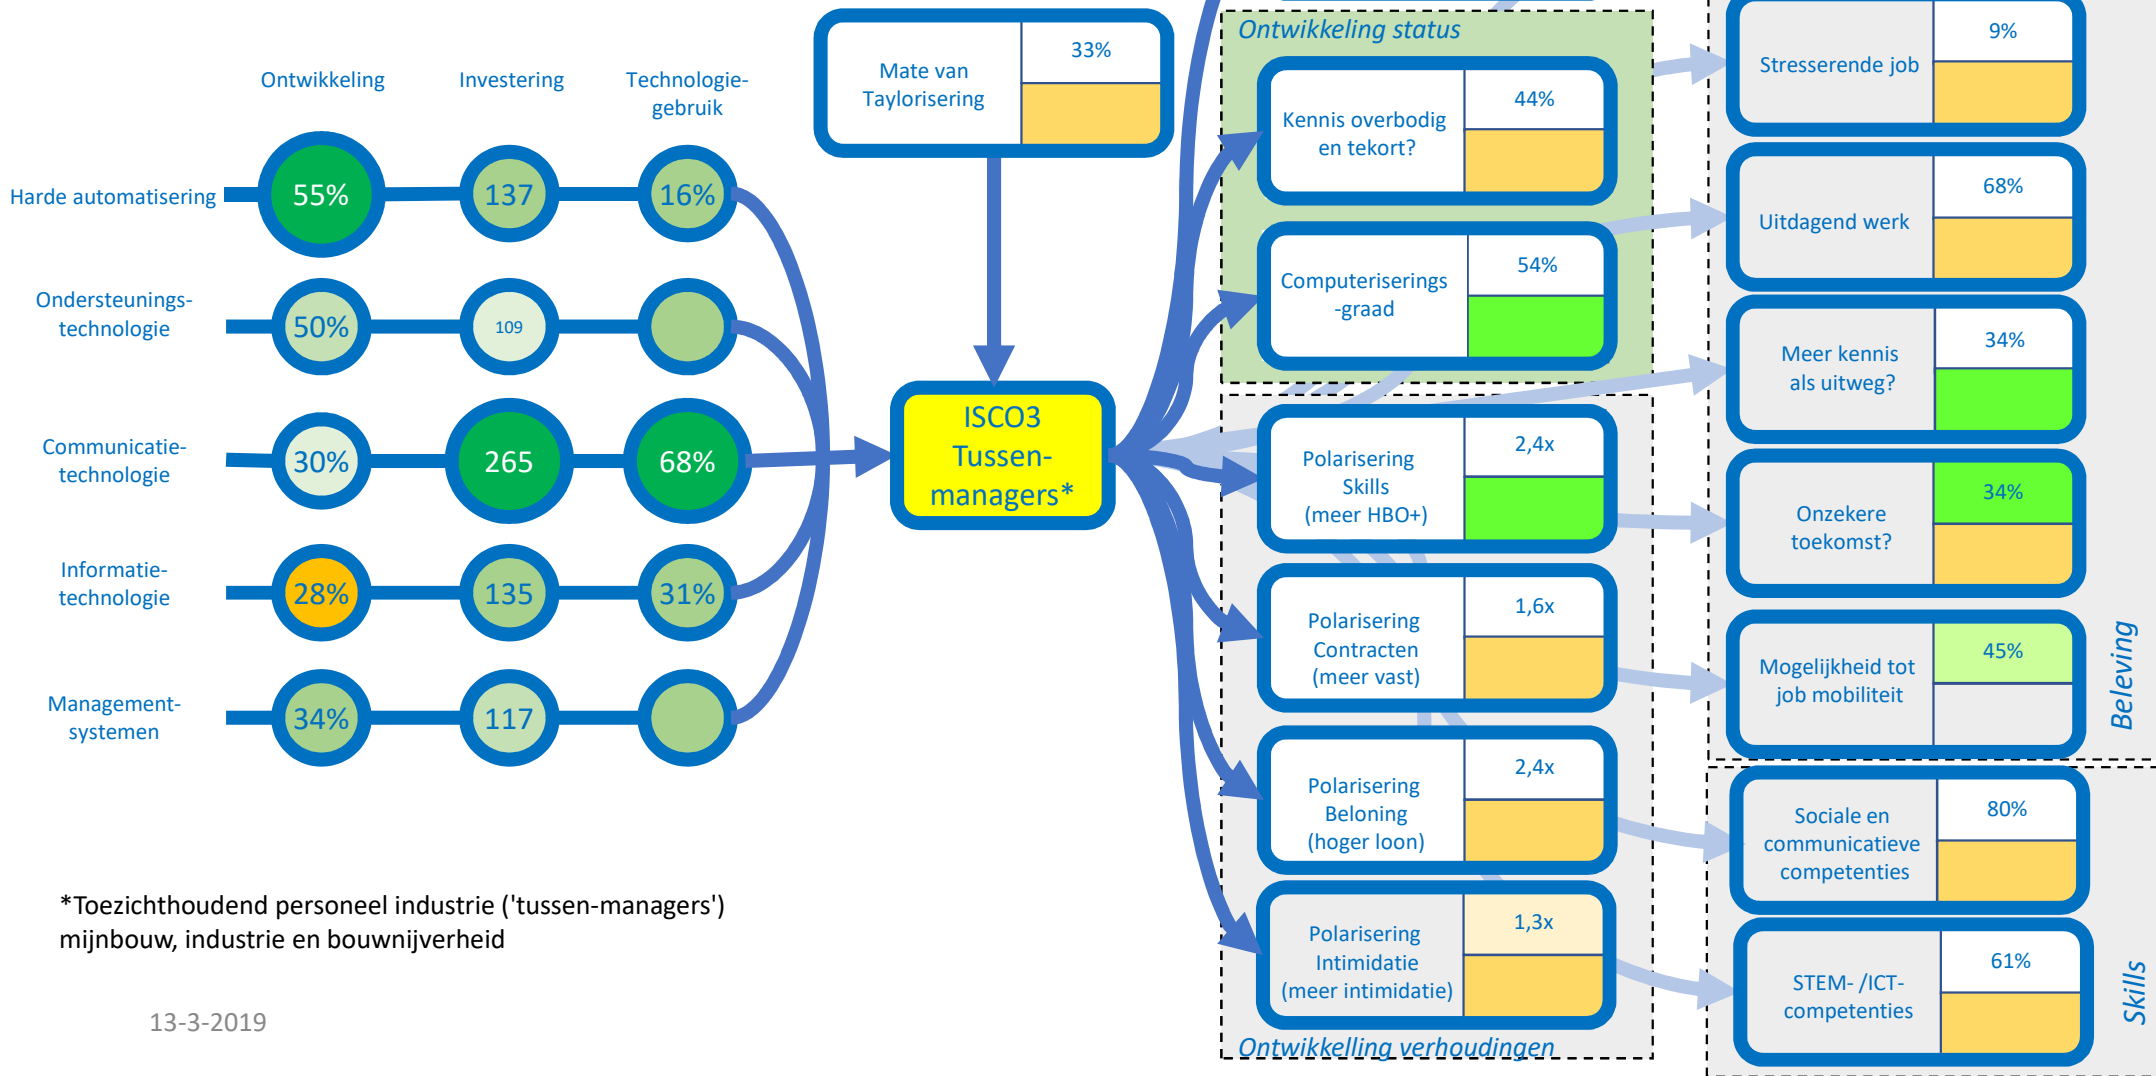 Ontwikkeling
Investering
Technologie-
gebruik
Harde automatisering
55%
137
16%
Ondersteunings-
technologie
50%
109
Communicatie-
technologie
30%
265
68%
Informatie-
technologie
28%
135
31%
Management-
systemen
34%
117
Mate van
Taylorisering
33%
ISCO3
Tussen-
managers*
Ontwikkeling status
Kennis overbodig
en tekort?
44%
Computeriserings
-graad
54%
Polarisering
Skills
(meer HBO+)
2,4x
Polarisering
Contracten
(meer vast)
1,6x
Polarisering
Beloning
(hoger loon)
2,4x
Polarisering
Intimidatie
(meer intimidatie)
1,3x
Ontwikkelling verhoudingen
Stresserende job
9%
Uitdagend werk
68%
Meer kennis
als uitweg?
34%
Onzekere
toekomst?
34%
Mogelijkheid tot
job mobiliteit
45%
Beleving
Sociale en
communicatieve
competenties
80%
STEM- /ICT-
competenties
61%
Skills
*Toezichthoudend personeel industrie ('tussen-managers')
mijnbouw, industrie en bouwnijverheid
13-3-2019